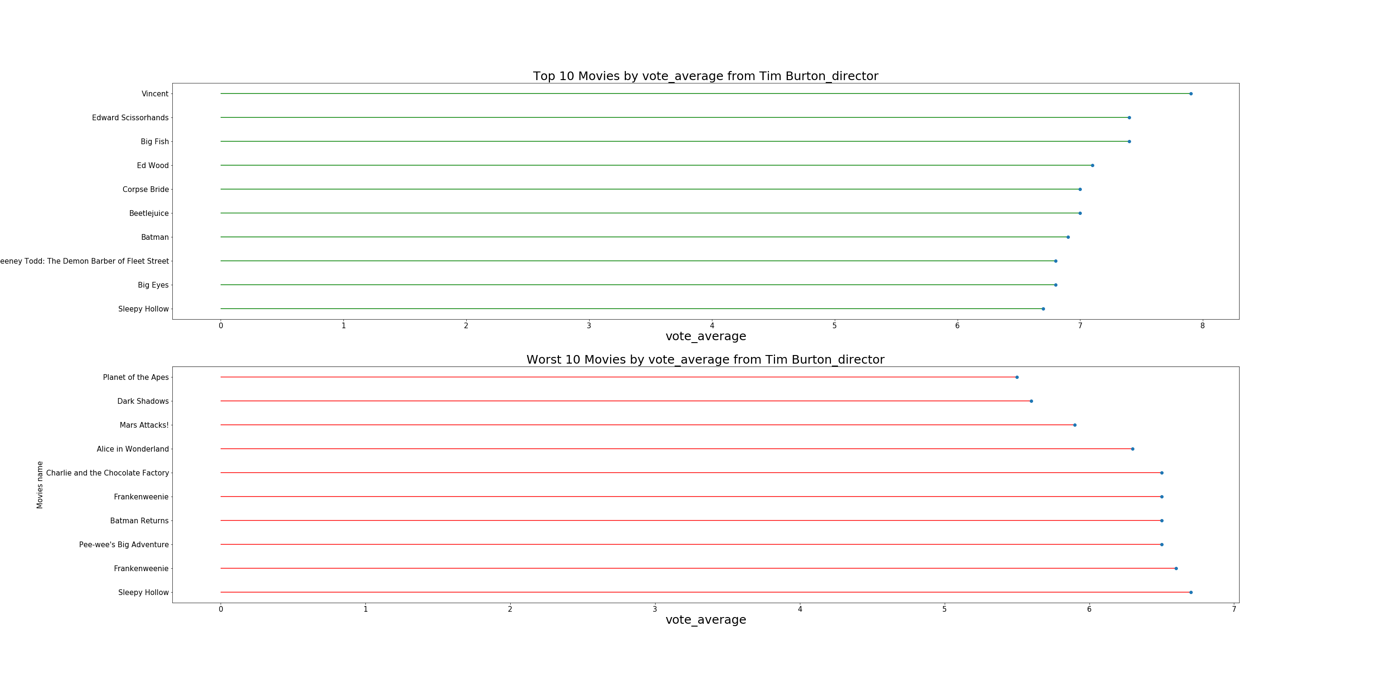 Top 10 Movies by vote_average from Tim Burton_director
Vincent
Edward Scissorhands
Big Fish
Ed Wood
Corpse Bride
Beetlejuice
Batman
eeney Todd: The Demon Barber of Fleet Street
Big Eyes
Sleepy Hollow
0 1 2 3 4 5 6 7 8
vote_average
Worst 10 Movies by vote_average from Tim Burton_director
Movies name
Planet of the Apes
Dark Shadows
Mars Attacks!
Alice in Wonderland
Charlie and the Chocolate Factory
Frankenweenie
Batman Returns
Pee-wee's Big Adventure
Frankenweenie
Sleepy Hollow
0 1 2 3 4 5 6 7
vote_average